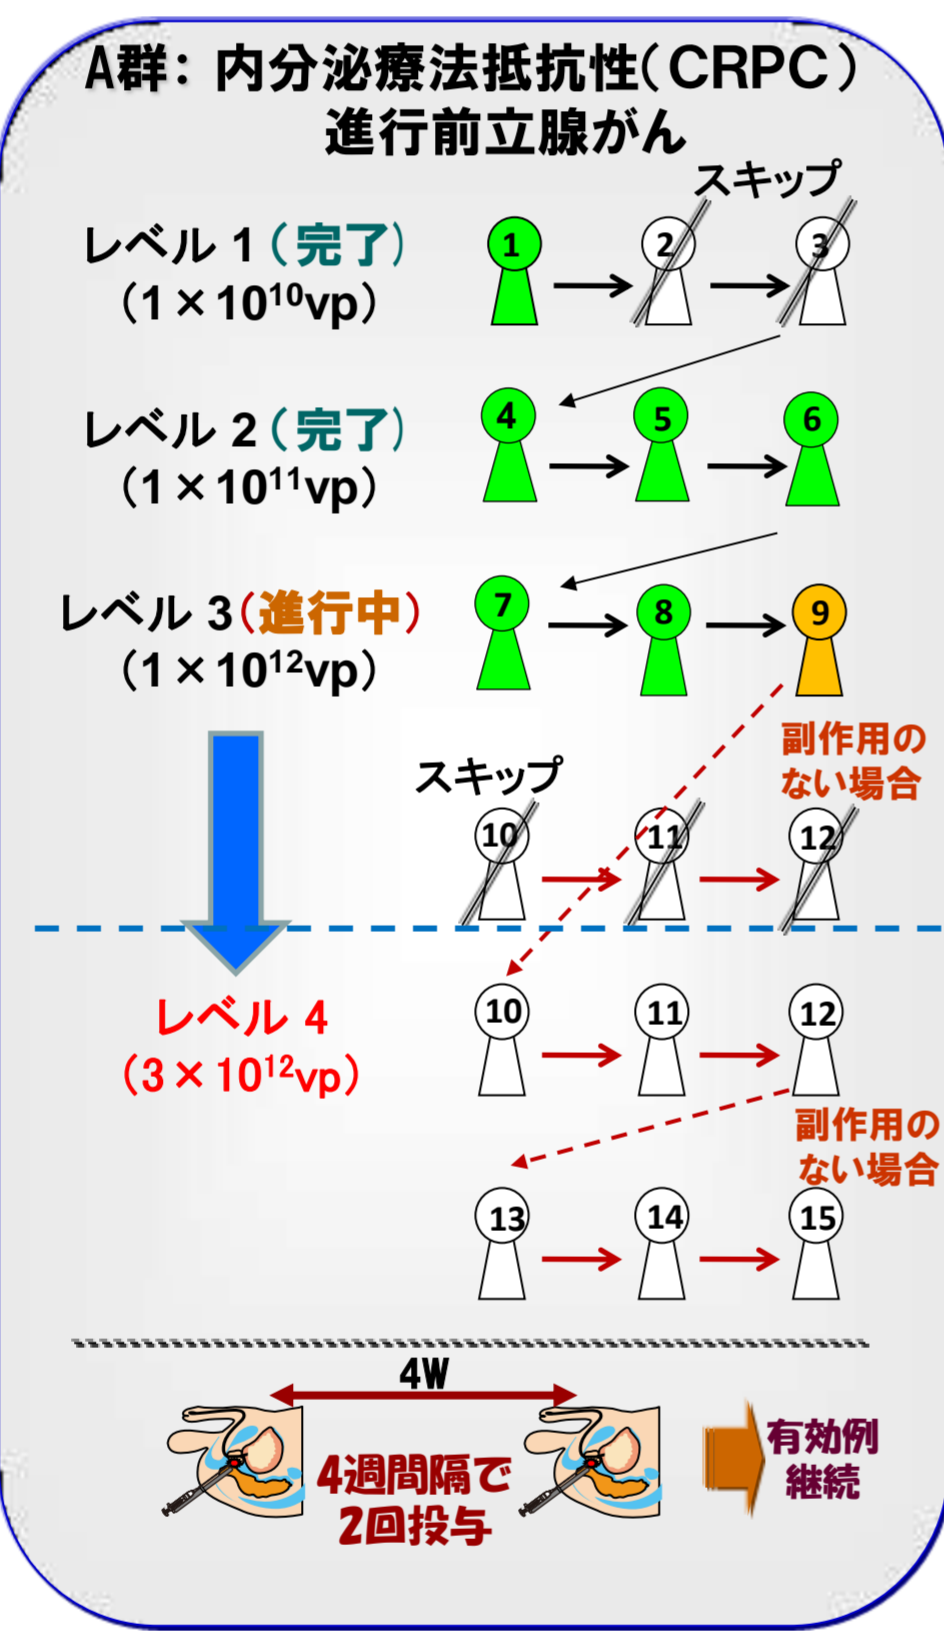 A群: 内分泌療法抵抗性(CRPC)
進行前立腺がん
スキップ
レベル 1(完了)
(1×10¹⁰vp)
1
2
3
レベル 2(完了)
(1×10¹¹vp)
4
5
6
レベル 3(進行中)
(1×10¹²vp)
7
8
9
副作用の
ない場合
スキップ
10
11
12
レベル 4
(3×10¹²vp)
10
11
12
副作用の
ない場合
13
14
15
4W
4週間隔で
2回投与
有効例
継続